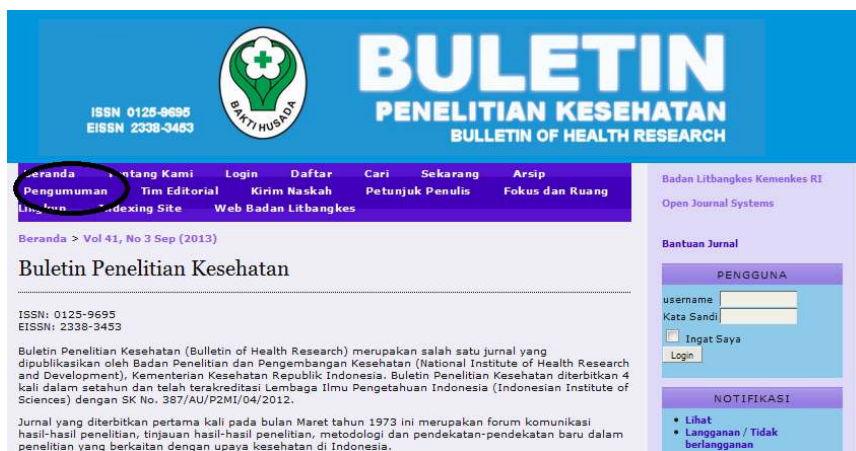 ISSN 0125-9695
EISSN 2338-3453
BAKTI HUSADA
BULETIN
PENELITIAN KESEHATAN
BULLETIN OF HEALTH RESEARCH
Beranda Tentang Kami Login Daftar Cari Sekarang Arsip
Pengumuman Tim Editorial Kirim Naskah Petunjuk Penulis Fokus dan Ruang
Lingkup Indexing Site Web Badan Litbangkes
Beranda > Vol 41, No 3 Sep (2013)
Buletin Penelitian Kesehatan
ISSN: 0125-9695
EISSN: 2338-3453
Buletin Penelitian Kesehatan (Bulletin of Health Research) merupakan salah satu jurnal yang
dipublikasikan oleh Badan Penelitian dan Pengembangan Kesehatan (National Institute of Health Research
and Development), Kementerian Kesehatan Republik Indonesia. Buletin Penelitian Kesehatan diterbitkan 4
kali dalam setahun dan telah terakreditasi Lembaga Ilmu Pengetahuan Indonesia (Indonesian Institute of
Sciences) dengan SK No. 387/AU/P2MI/04/2012.
Jurnal yang diterbitkan pertama kali pada bulan Maret tahun 1973 ini merupakan forum komunikasi
hasil-hasil penelitian, tinjauan hasil-hasil penelitian, metodologi dan pendekatan-pendekatan baru dalam
penelitian yang berkaitan dengan upaya kesehatan di Indonesia.
Badan Litbangkes Kemenkes RI
Open Journal Systems
Bantuan Jurnal
PENGGUNA
username
Kata Sandi
Ingat Saya
Login
NOTIFIKASI
Lihat
Langganan / Tidak
berlangganan